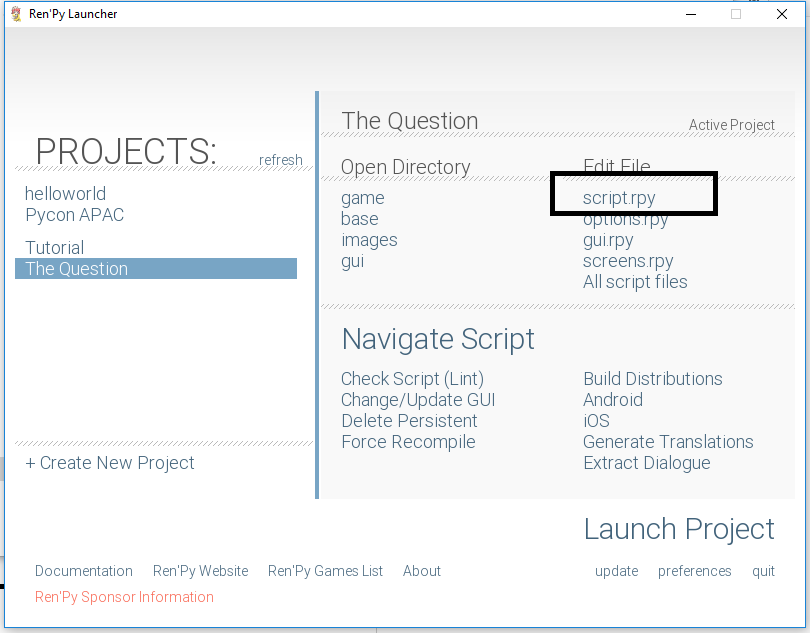 Ren'Py Launcher
PROJECTS:
refresh
helloworld
Pycon APAC
Tutorial
The Question
+ Create New Project
The Question
Active Project
Open Directory
game
base
images
gui
Edit File
script.rpy
options.rpy
gui.rpy
screens.rpy
All script files
Navigate Script
Check Script (Lint)
Change/Update GUI
Delete Persistent
Force Recompile
Build Distributions
Android
iOS
Generate Translations
Extract Dialogue
Launch Project
Documentation Ren'Py Website Ren'Py Games List About
update preferences quit
Ren'Py Sponsor Information